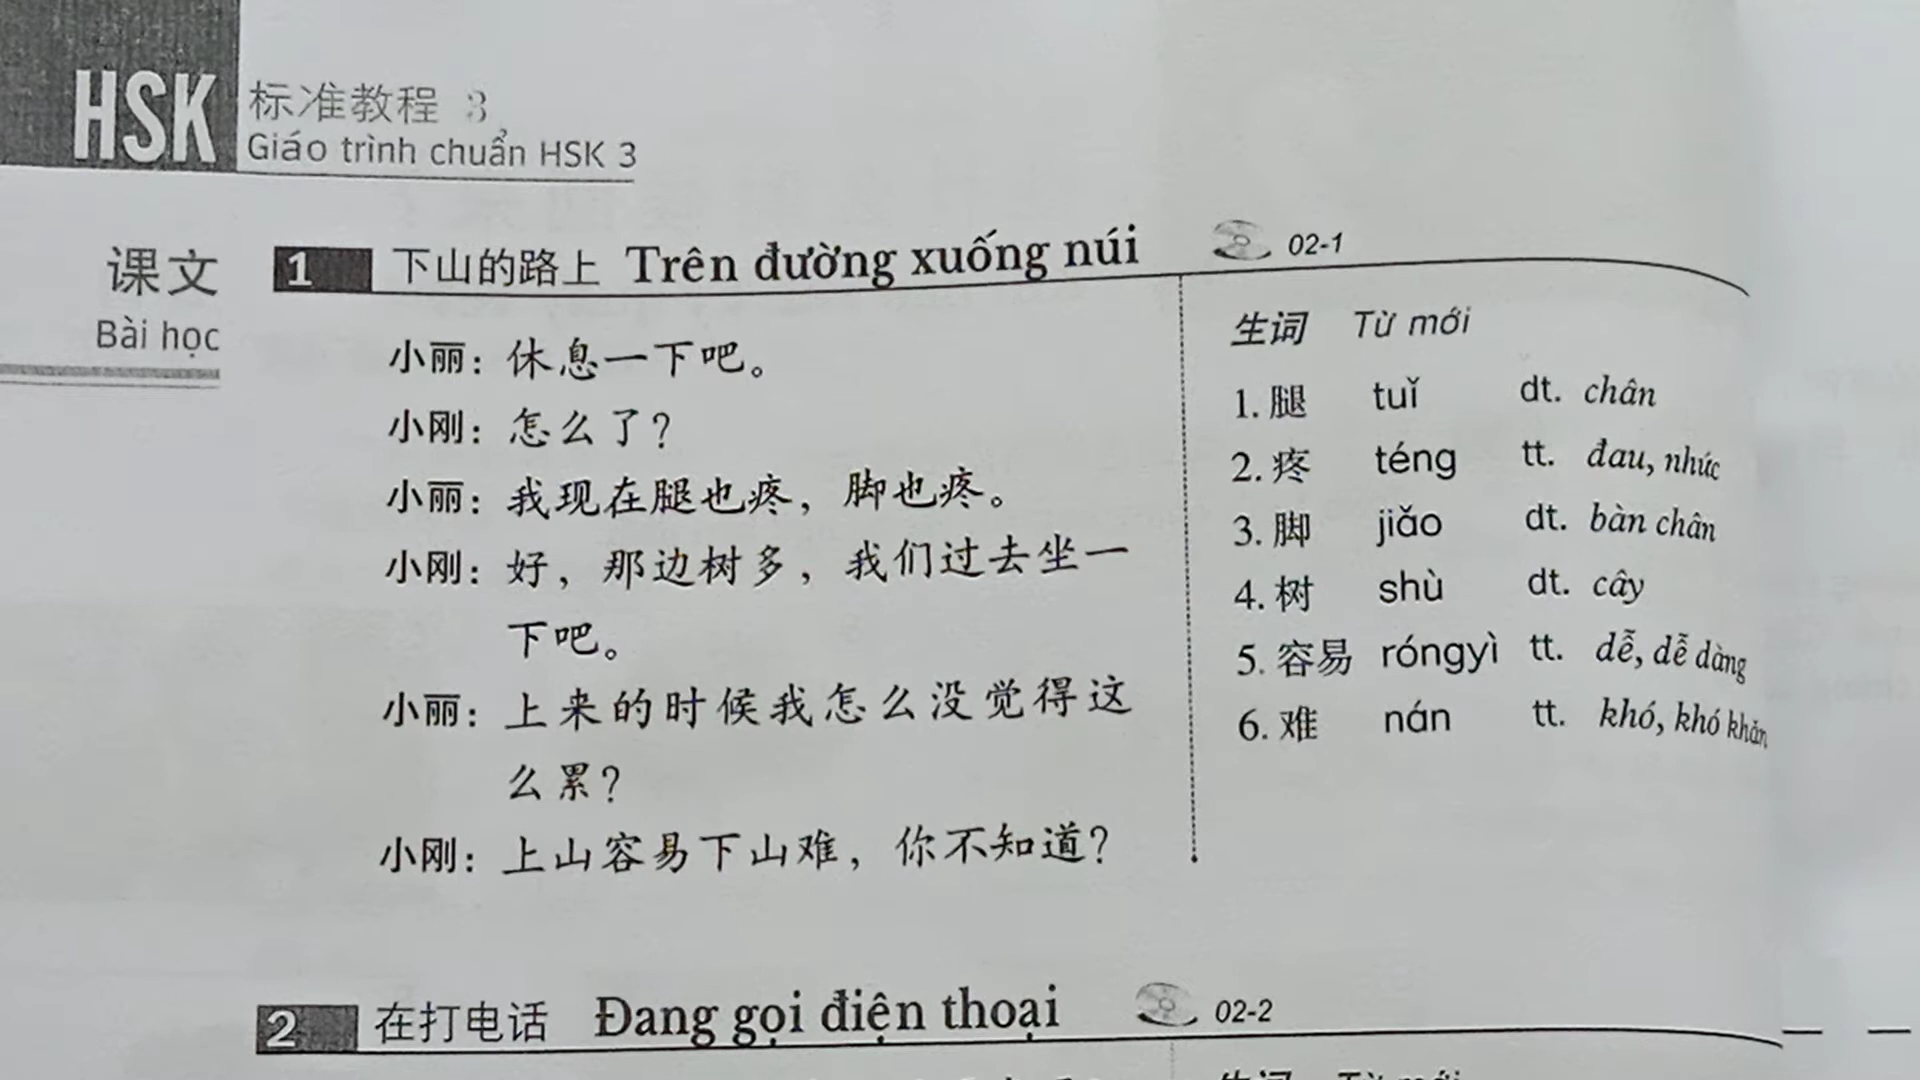 HSK 标准教程 3
Giáo trình chuẩn HSK 3
课文
Bài học
1 下山的路上 Trên đường xuống núi 02-1
小丽：休息一下吧。
小刚：怎么了？
小丽：我现在腿也疼，脚也疼。
小刚：好，那边树多，我们过去坐一
下吧。
小丽：上来的时候我怎么没觉得这
么累？
小刚：上山容易下山难，你不知道？
生词 Từ mới
1. 腿 tuǐ dt. chân
2. 疼 téng tt. đau, nhức
3. 脚 jiǎo dt. bàn chân
4. 树 shù dt. cây
5. 容易 róngyì tt. dễ, dễ dàng
6. 难 nán tt. khó, khó khăn
2 在打电话 Đang gọi điện thoại 02-2
生词 Từ mới